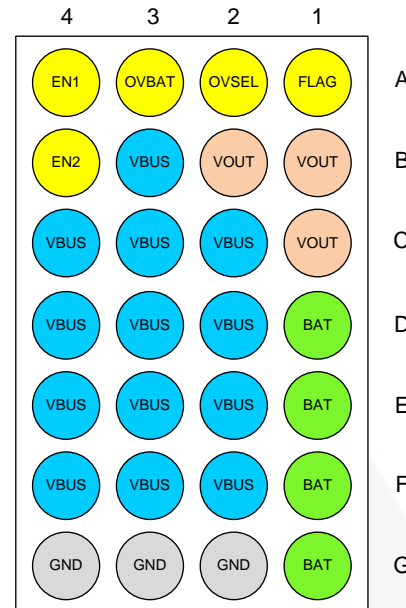 4 3 2 1
EN1 OVBAT OVSEL FLAG A
EN2 VBUS VOUT VOUT B
VBUS VBUS VBUS VOUT C
VBUS VBUS VBUS BAT D
VBUS VBUS VBUS BAT E
VBUS VBUS VBUS BAT F
GND GND GND BAT G